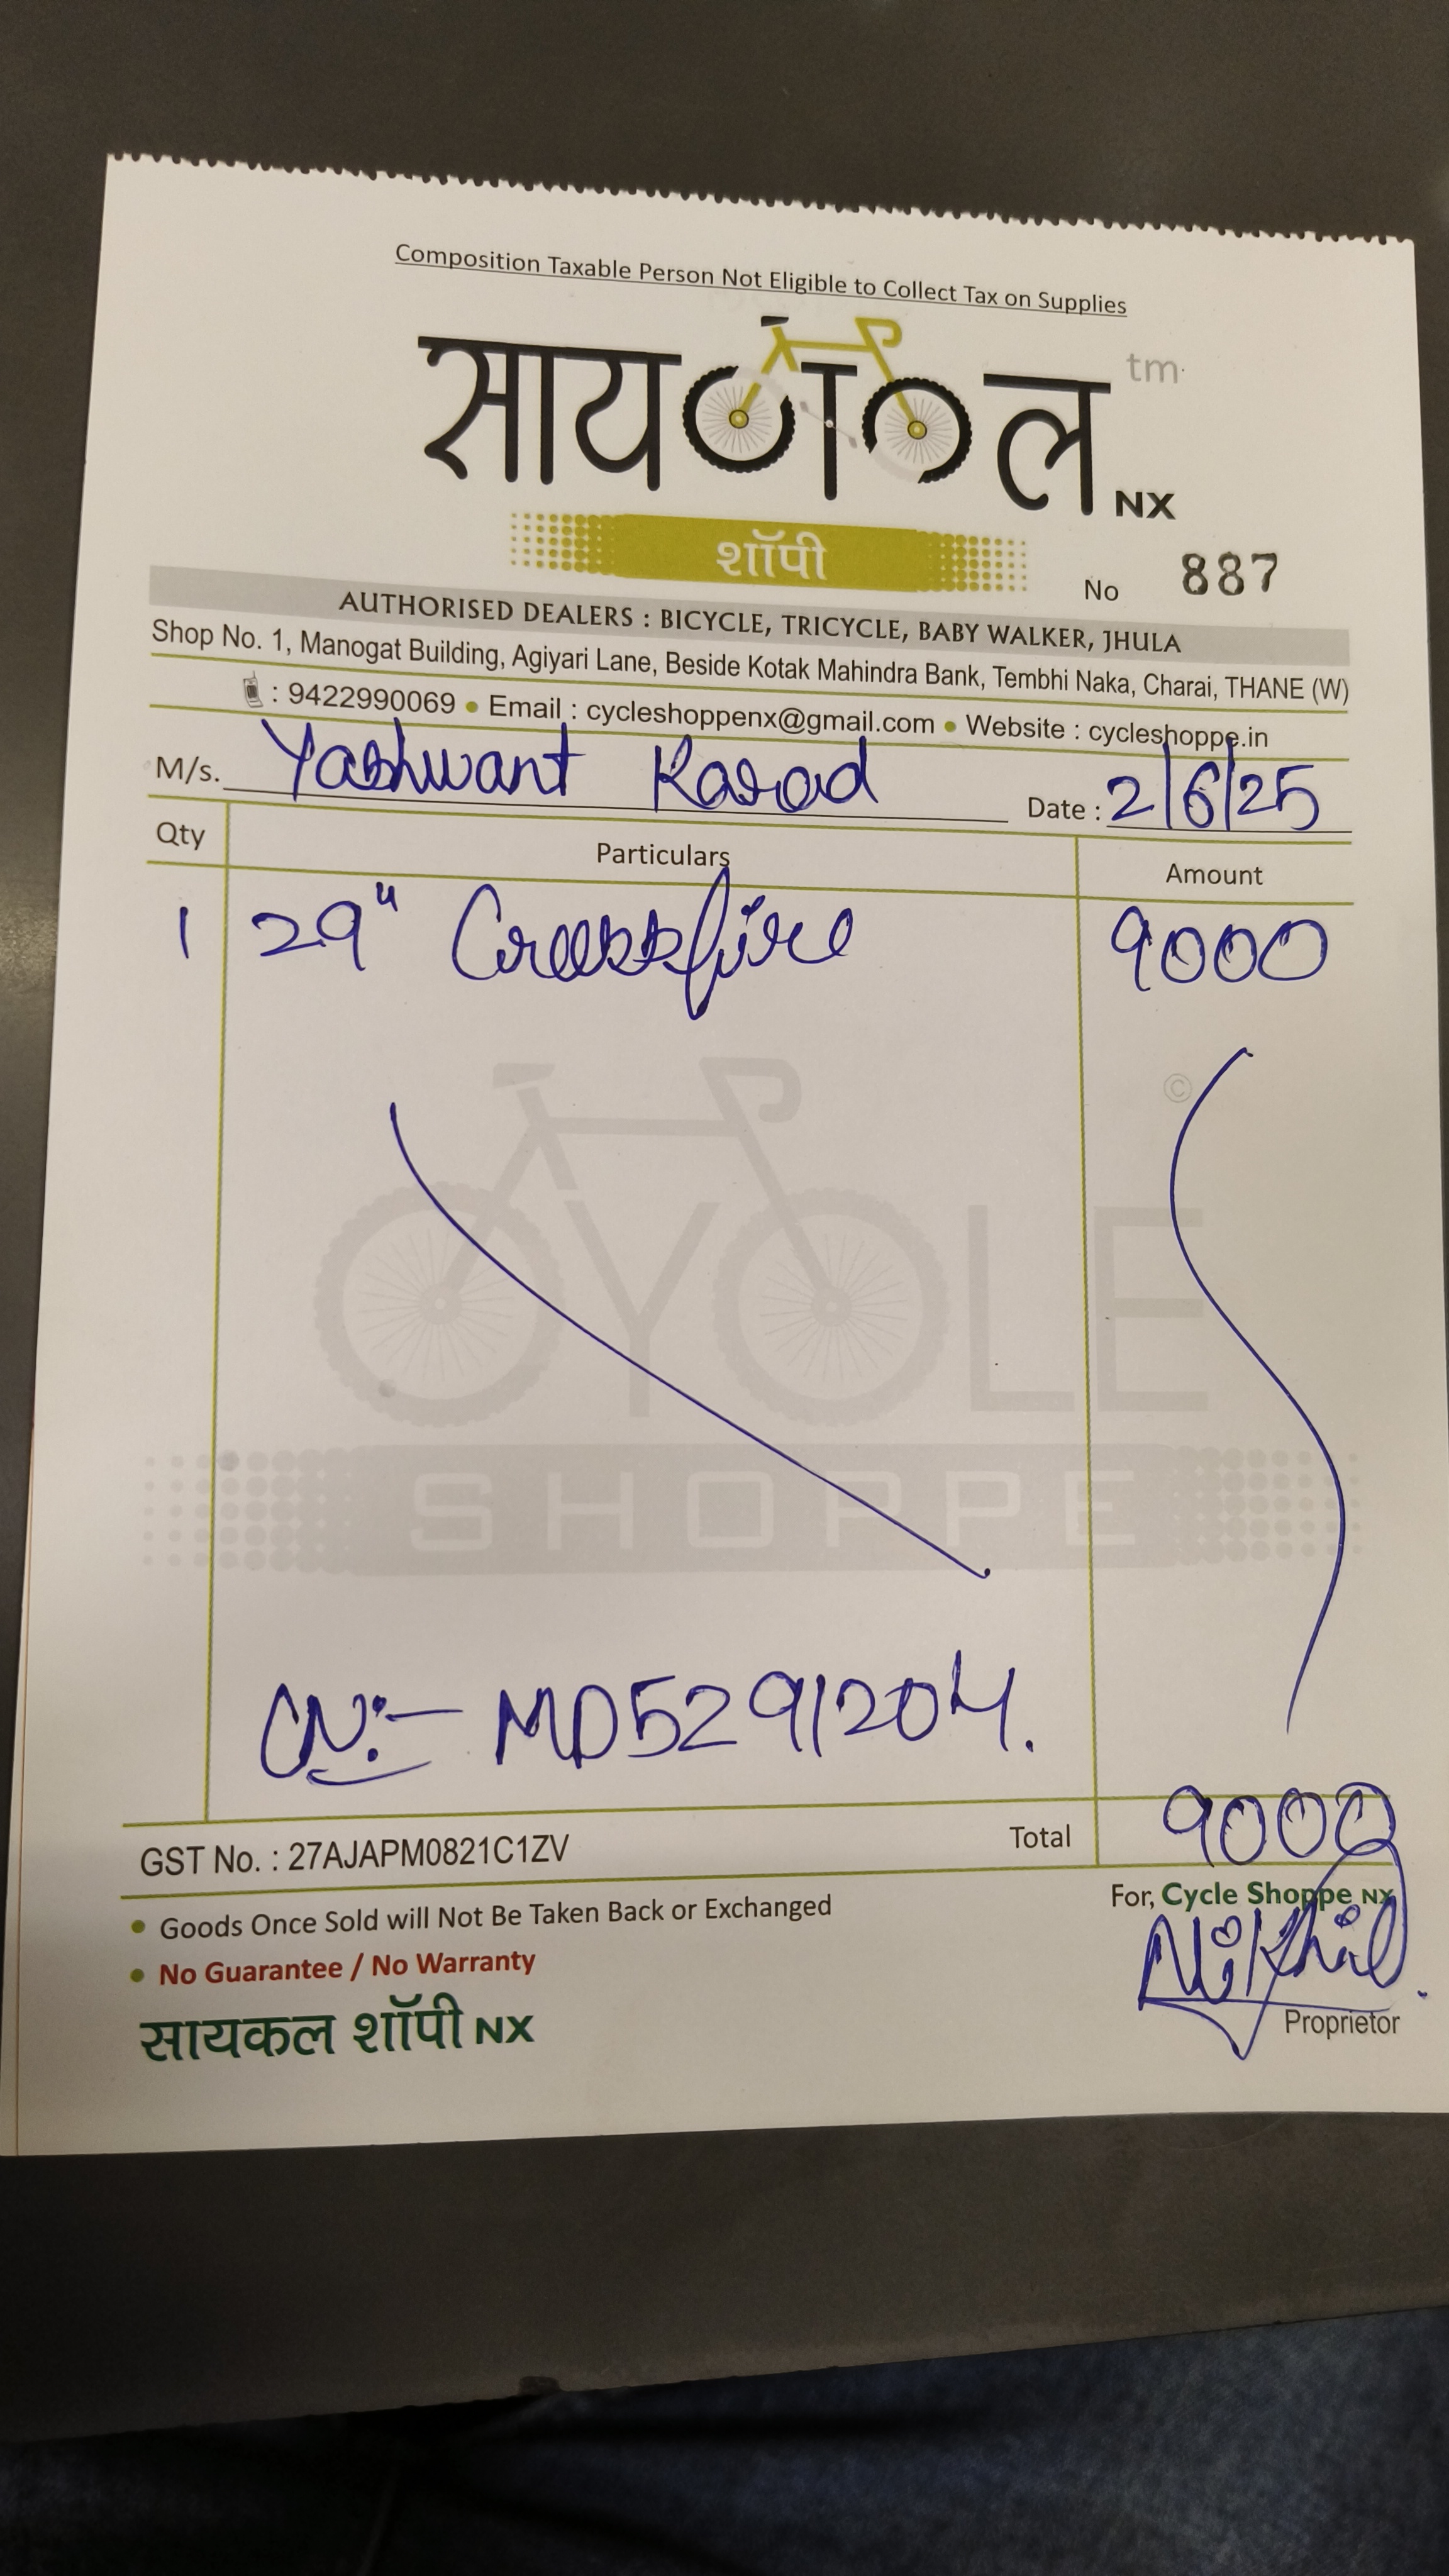 Composition Taxable Person Not Eligible to Collect Tax on Supplies
सायकल tm
NX
शॉपी
No 887
AUTHORISED DEALERS : BICYCLE, TRICYCLE, BABY WALKER, JHULA
Shop No. 1, Manogat Building, Agiyari Lane, Beside Kotak Mahindra Bank, Tembhi Naka, Charai, THANE (W)
: 9422990069 • Email : cycleshoppenx@gmail.com • Website : cycleshoppe.in
M/s. Yashwant Karad Date : 2/6/25
Qty Particulars Amount
1 29" Crossfire 9000
©
CYCLE
SHOPPE
CN:- MD5291204.
GST No. : 27AJAPM0821C1ZV Total 9000
• Goods Once Sold will Not Be Taken Back or Exchanged
• No Guarantee / No Warranty
सायकल शॉपी NX
For, Cycle Shoppe NX
Nikhil
Proprietor